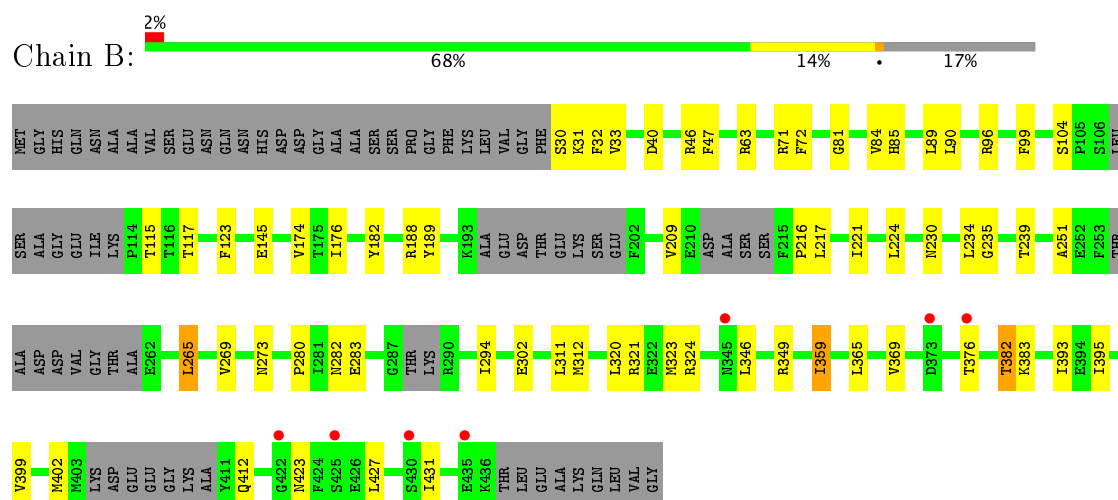 2%
Chain B:
68% 14% • 17%
MET GLY HIS GLN ASN ALA ALA VAL SER GLU ASN GLN ASN HIS ASP ASP GLY ALA ALA SER SER PRO GLY PHE LYS LEU VAL GLY PHE S30 K31 F32 V33 D40 R46 F47 R63 R71 F72 G81 V84 H85 L89 L90 R96 F99 S104 P105 S106 LEU
SER ALA GLY GLU ILE LYS P114 T115 T116 T117 F123 E145 V174 T175 I176 Y182 R188 Y189 K193 ALA GLU ASP THR GLU LYS SER GLU F202 V209 E210 ASP ALA SER SER F215 P216 L217 I221 L224 N230 L234 G235 T239 A251 E252 F253 THR
ALA ASP ASP VAL GLY THR ALA E262 L265 V269 N273 P280 I281 N282 E283 G287 THR LYS R290 I294 E302 L311 M312 L320 R321 E322 M323 R324 N345 L346 R349 I359 L365 V369 D373 T376 T382 K383 I393 E394 I395
V399 M402 M403 LYS ASP GLU GLU GLY LYS ALA Y411 Q412 G422 N423 F424 S425 E426 L427 S430 I431 E435 K436 THR LEU GLU ALA LYS GLN LEU VAL GLY